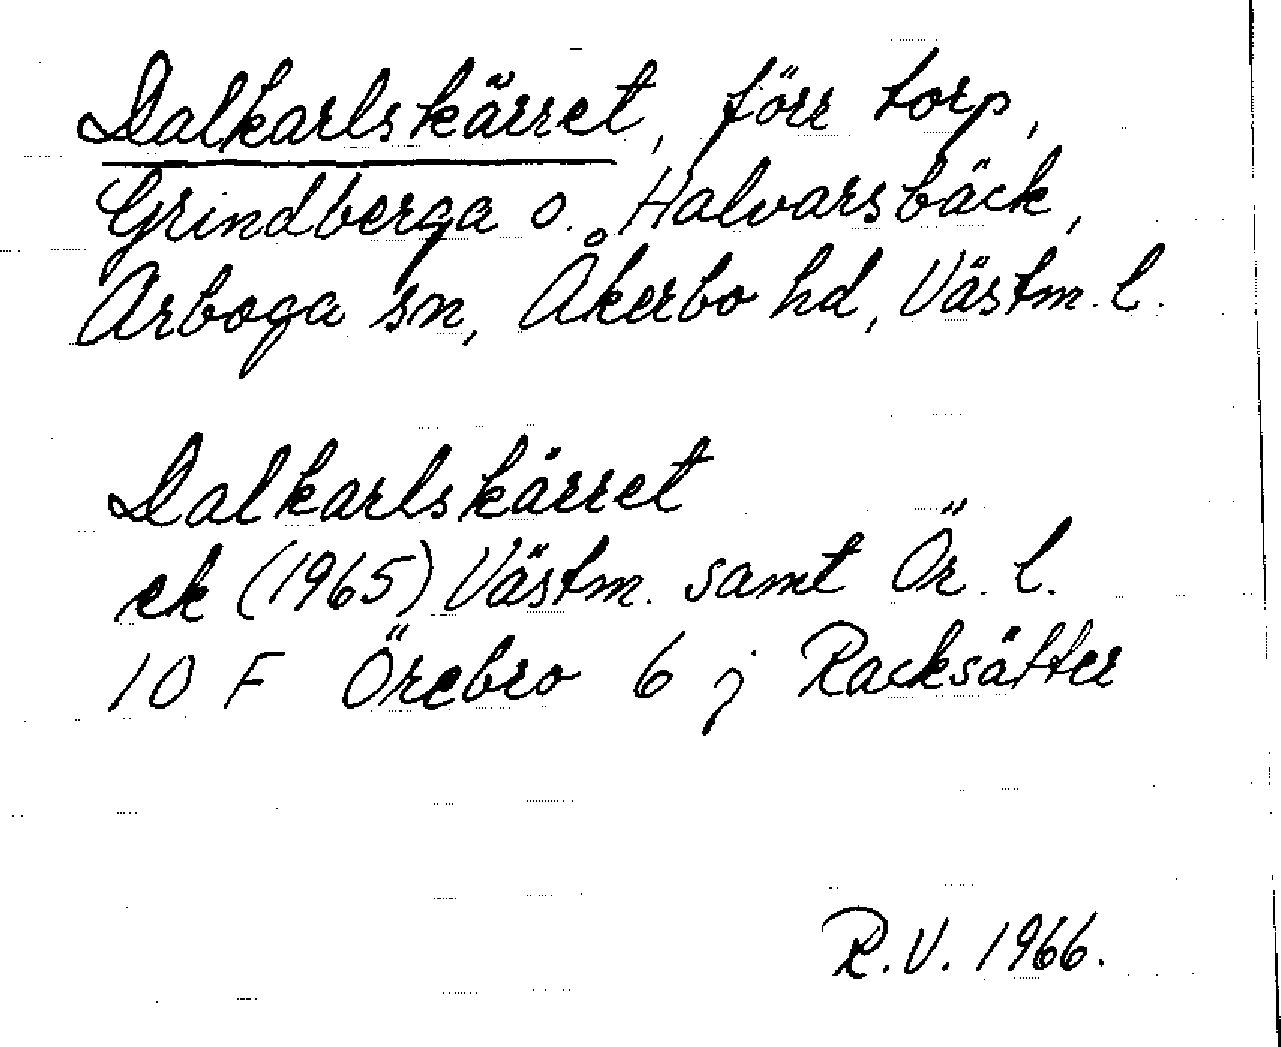 Dalkarlskärret, förr torp,
Grindberga o. Halvarsbäck,
Arboga sn, Åkerbo hd, Västm. l.
Dalkarlskärret
ek (1965) Västm. samt Ör. l.
10 F Örebro 6 j Racksätter
R.V. 1966.